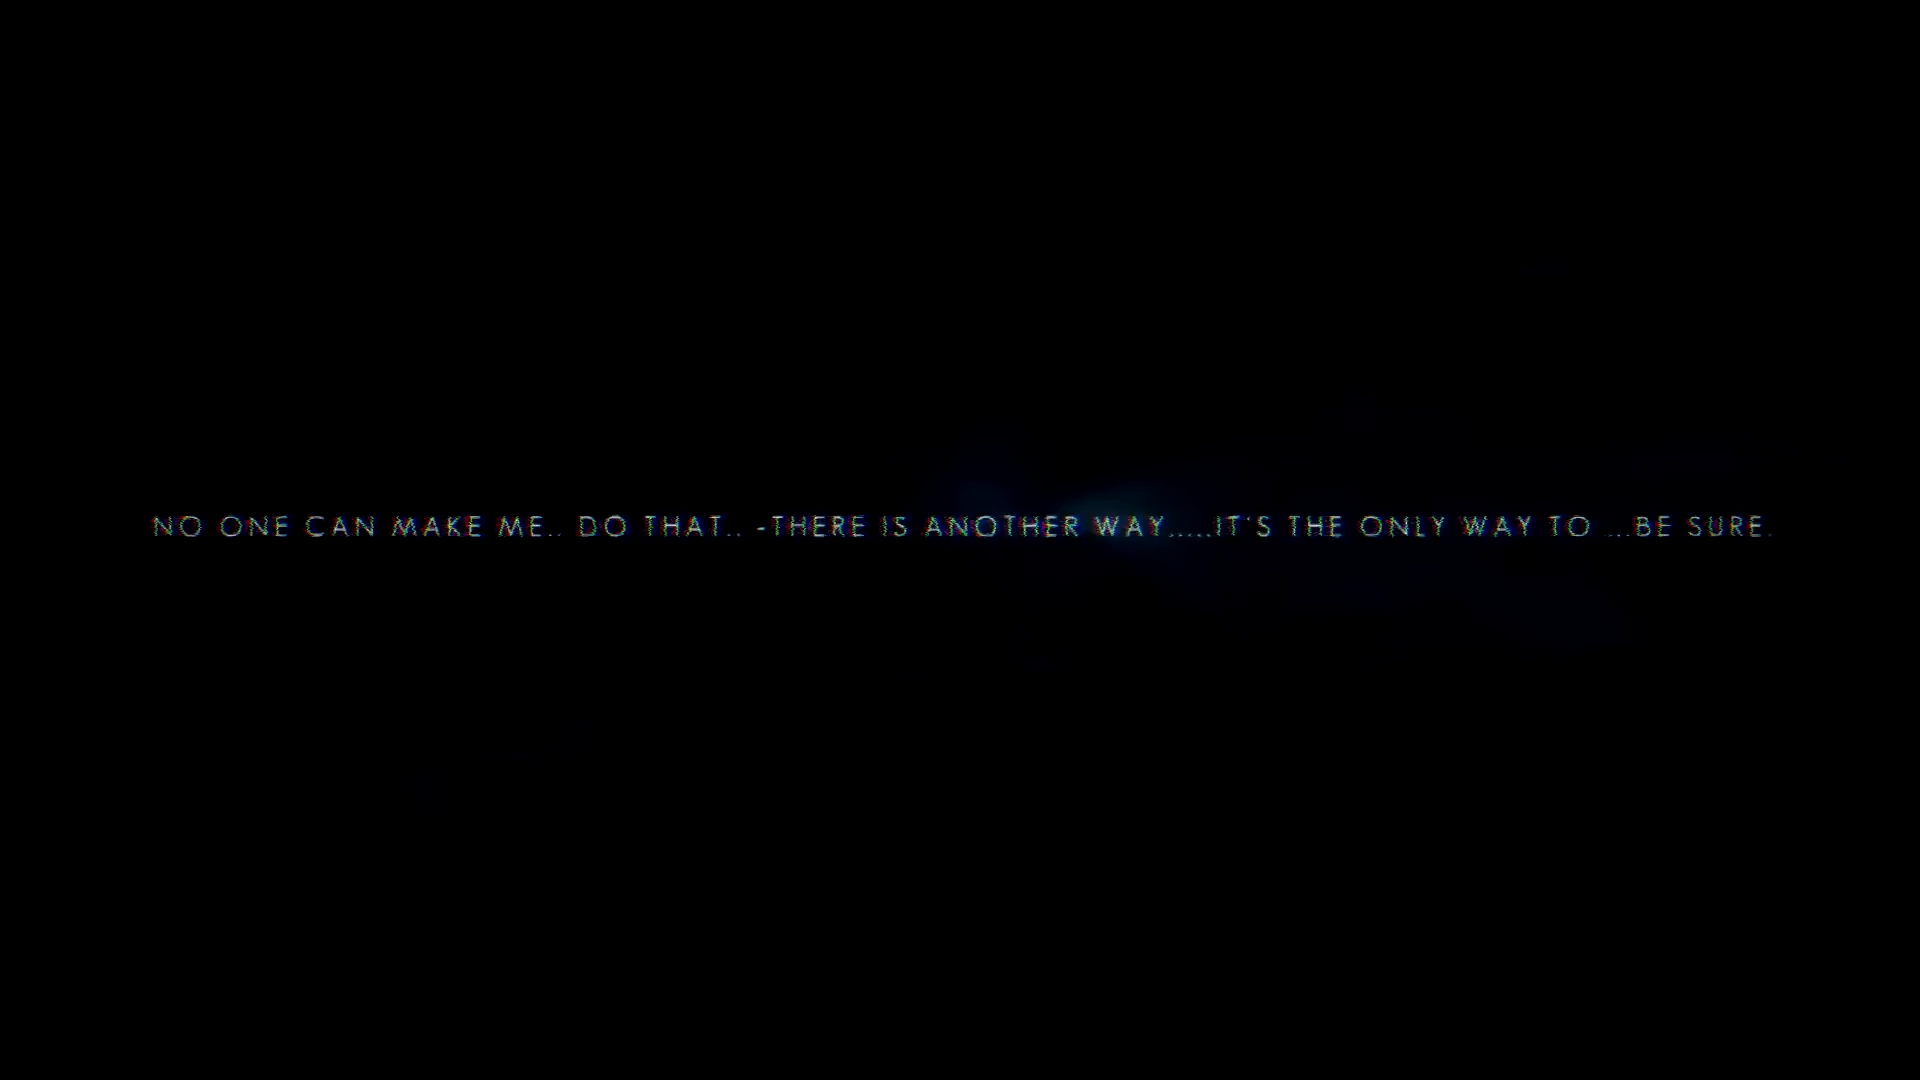 NO ONE CAN MAKE ME.. DO THAT.. -THERE IS ANOTHER WAY.....IT'S THE ONLY WAY TO ...BE SURE.